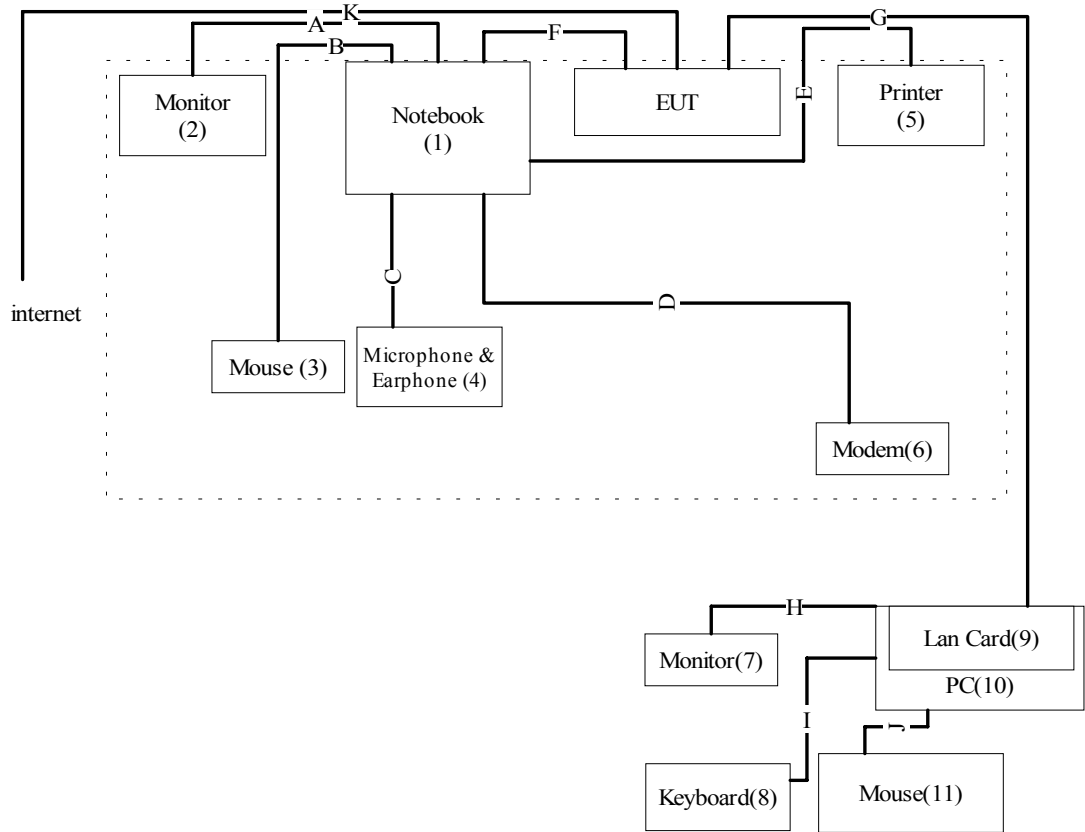 K
A
G
B
F
Monitor
(2)
Notebook
(1)
EUT
E
Printer
(5)
C
D
internet
Mouse (3)
Microphone &
Earphone (4)
Modem(6)
H
Lan Card(9)
Monitor(7)
PC(10)
I
J
Keyboard(8)
Mouse(11)